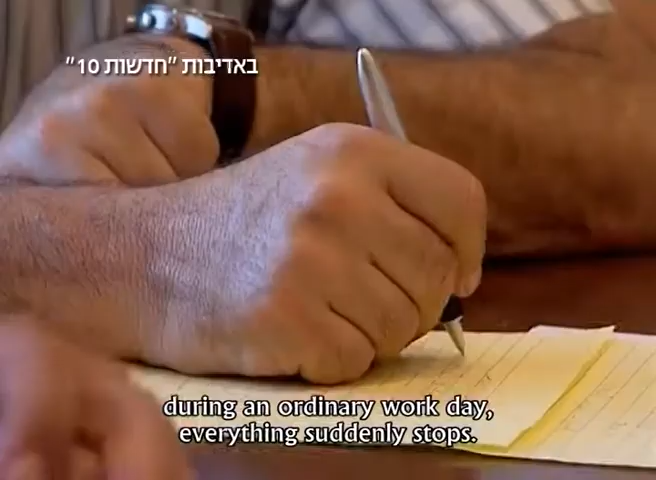 באדיבות "חדשות 10"
during an ordinary work day,
everything suddenly stops.